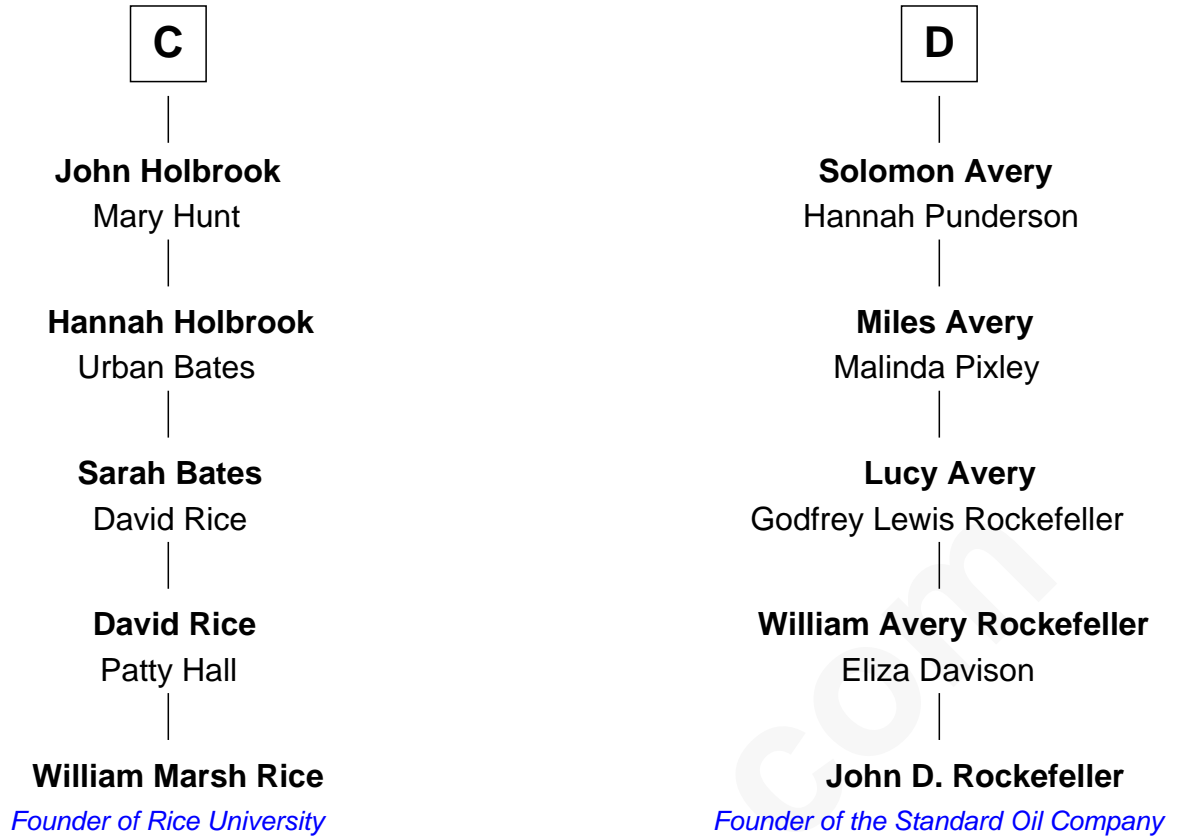 C
John Holbrook
Mary Hunt
Hannah Holbrook
Urban Bates
Sarah Bates
David Rice
David Rice
Patty Hall
William Marsh Rice
Founder of Rice University
D
Solomon Avery
Hannah Punderson
Miles Avery
Malinda Pixley
Lucy Avery
Godfrey Lewis Rockefeller
William Avery Rockefeller
Eliza Davison
John D. Rockefeller
Founder of the Standard Oil Company
com